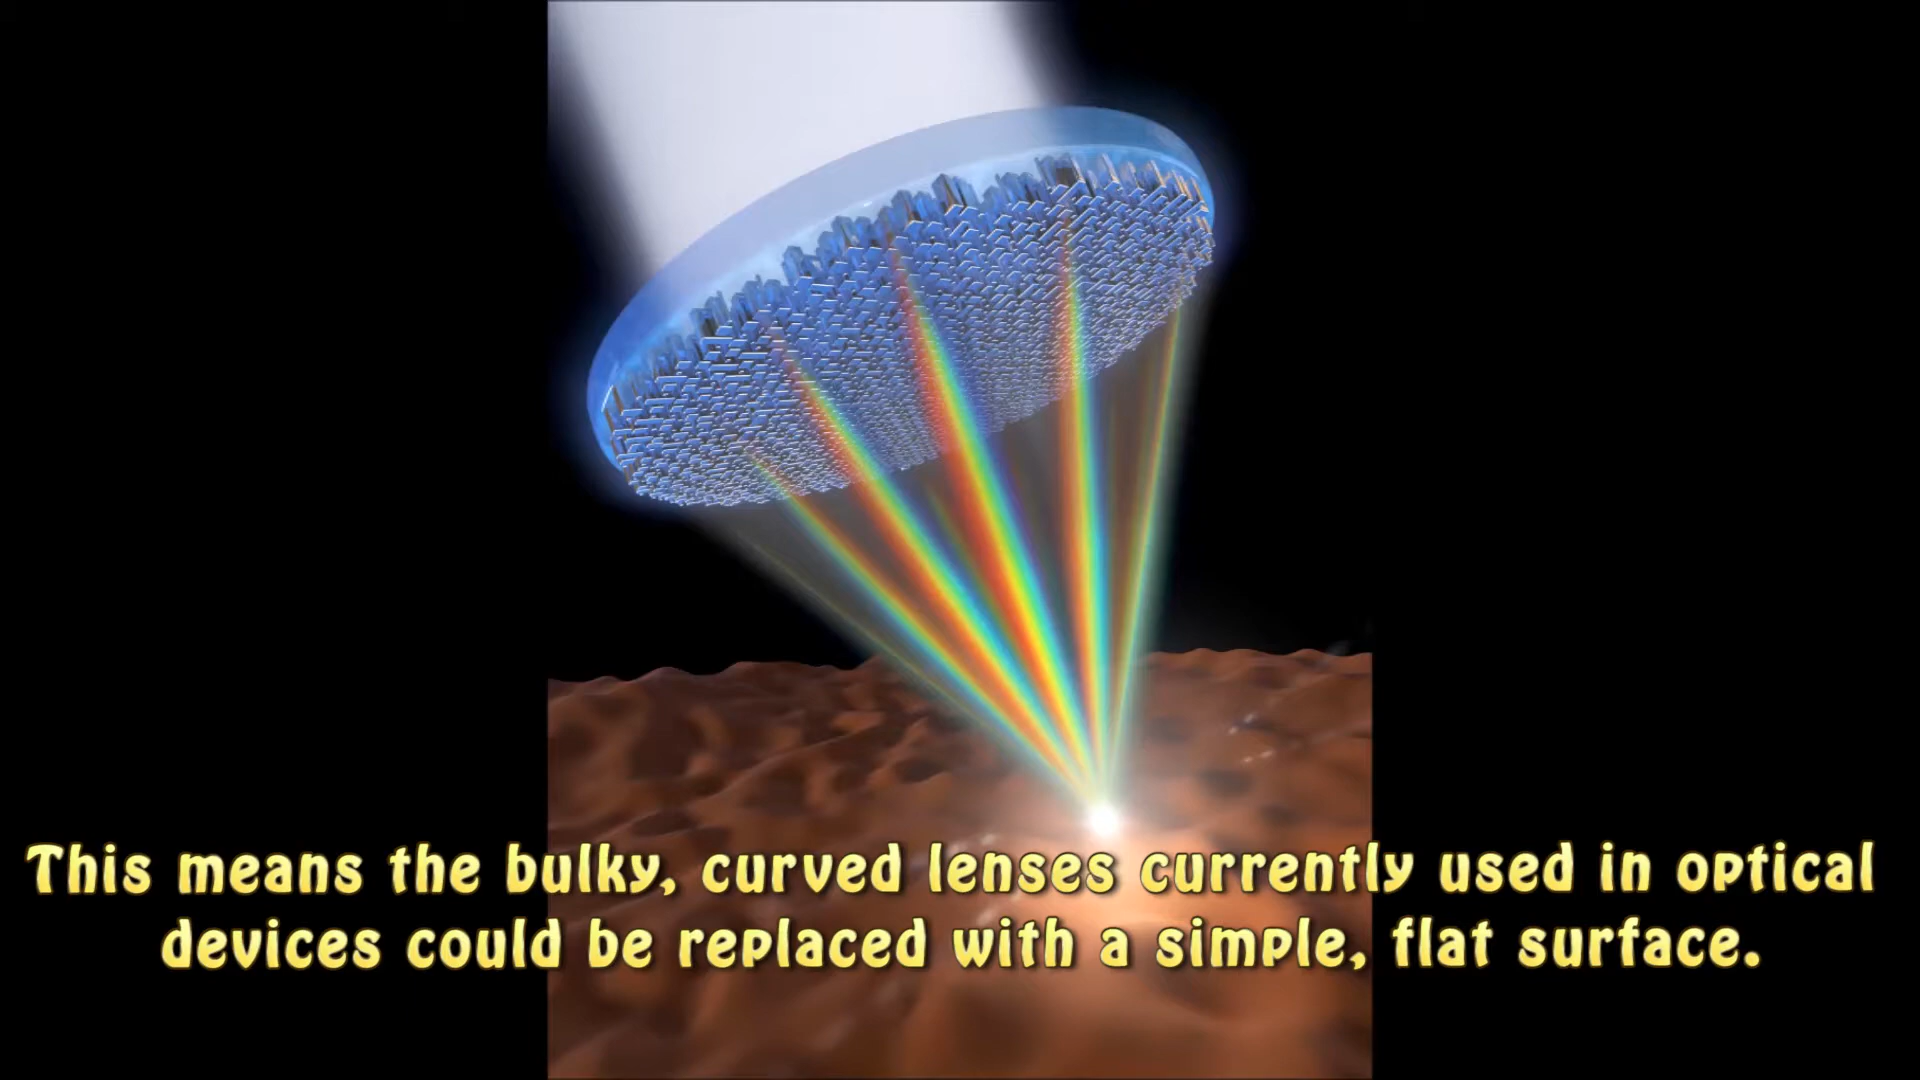 This means the bulky, curved lenses currently used in optical
devices could be replaced with a simple, flat surface.